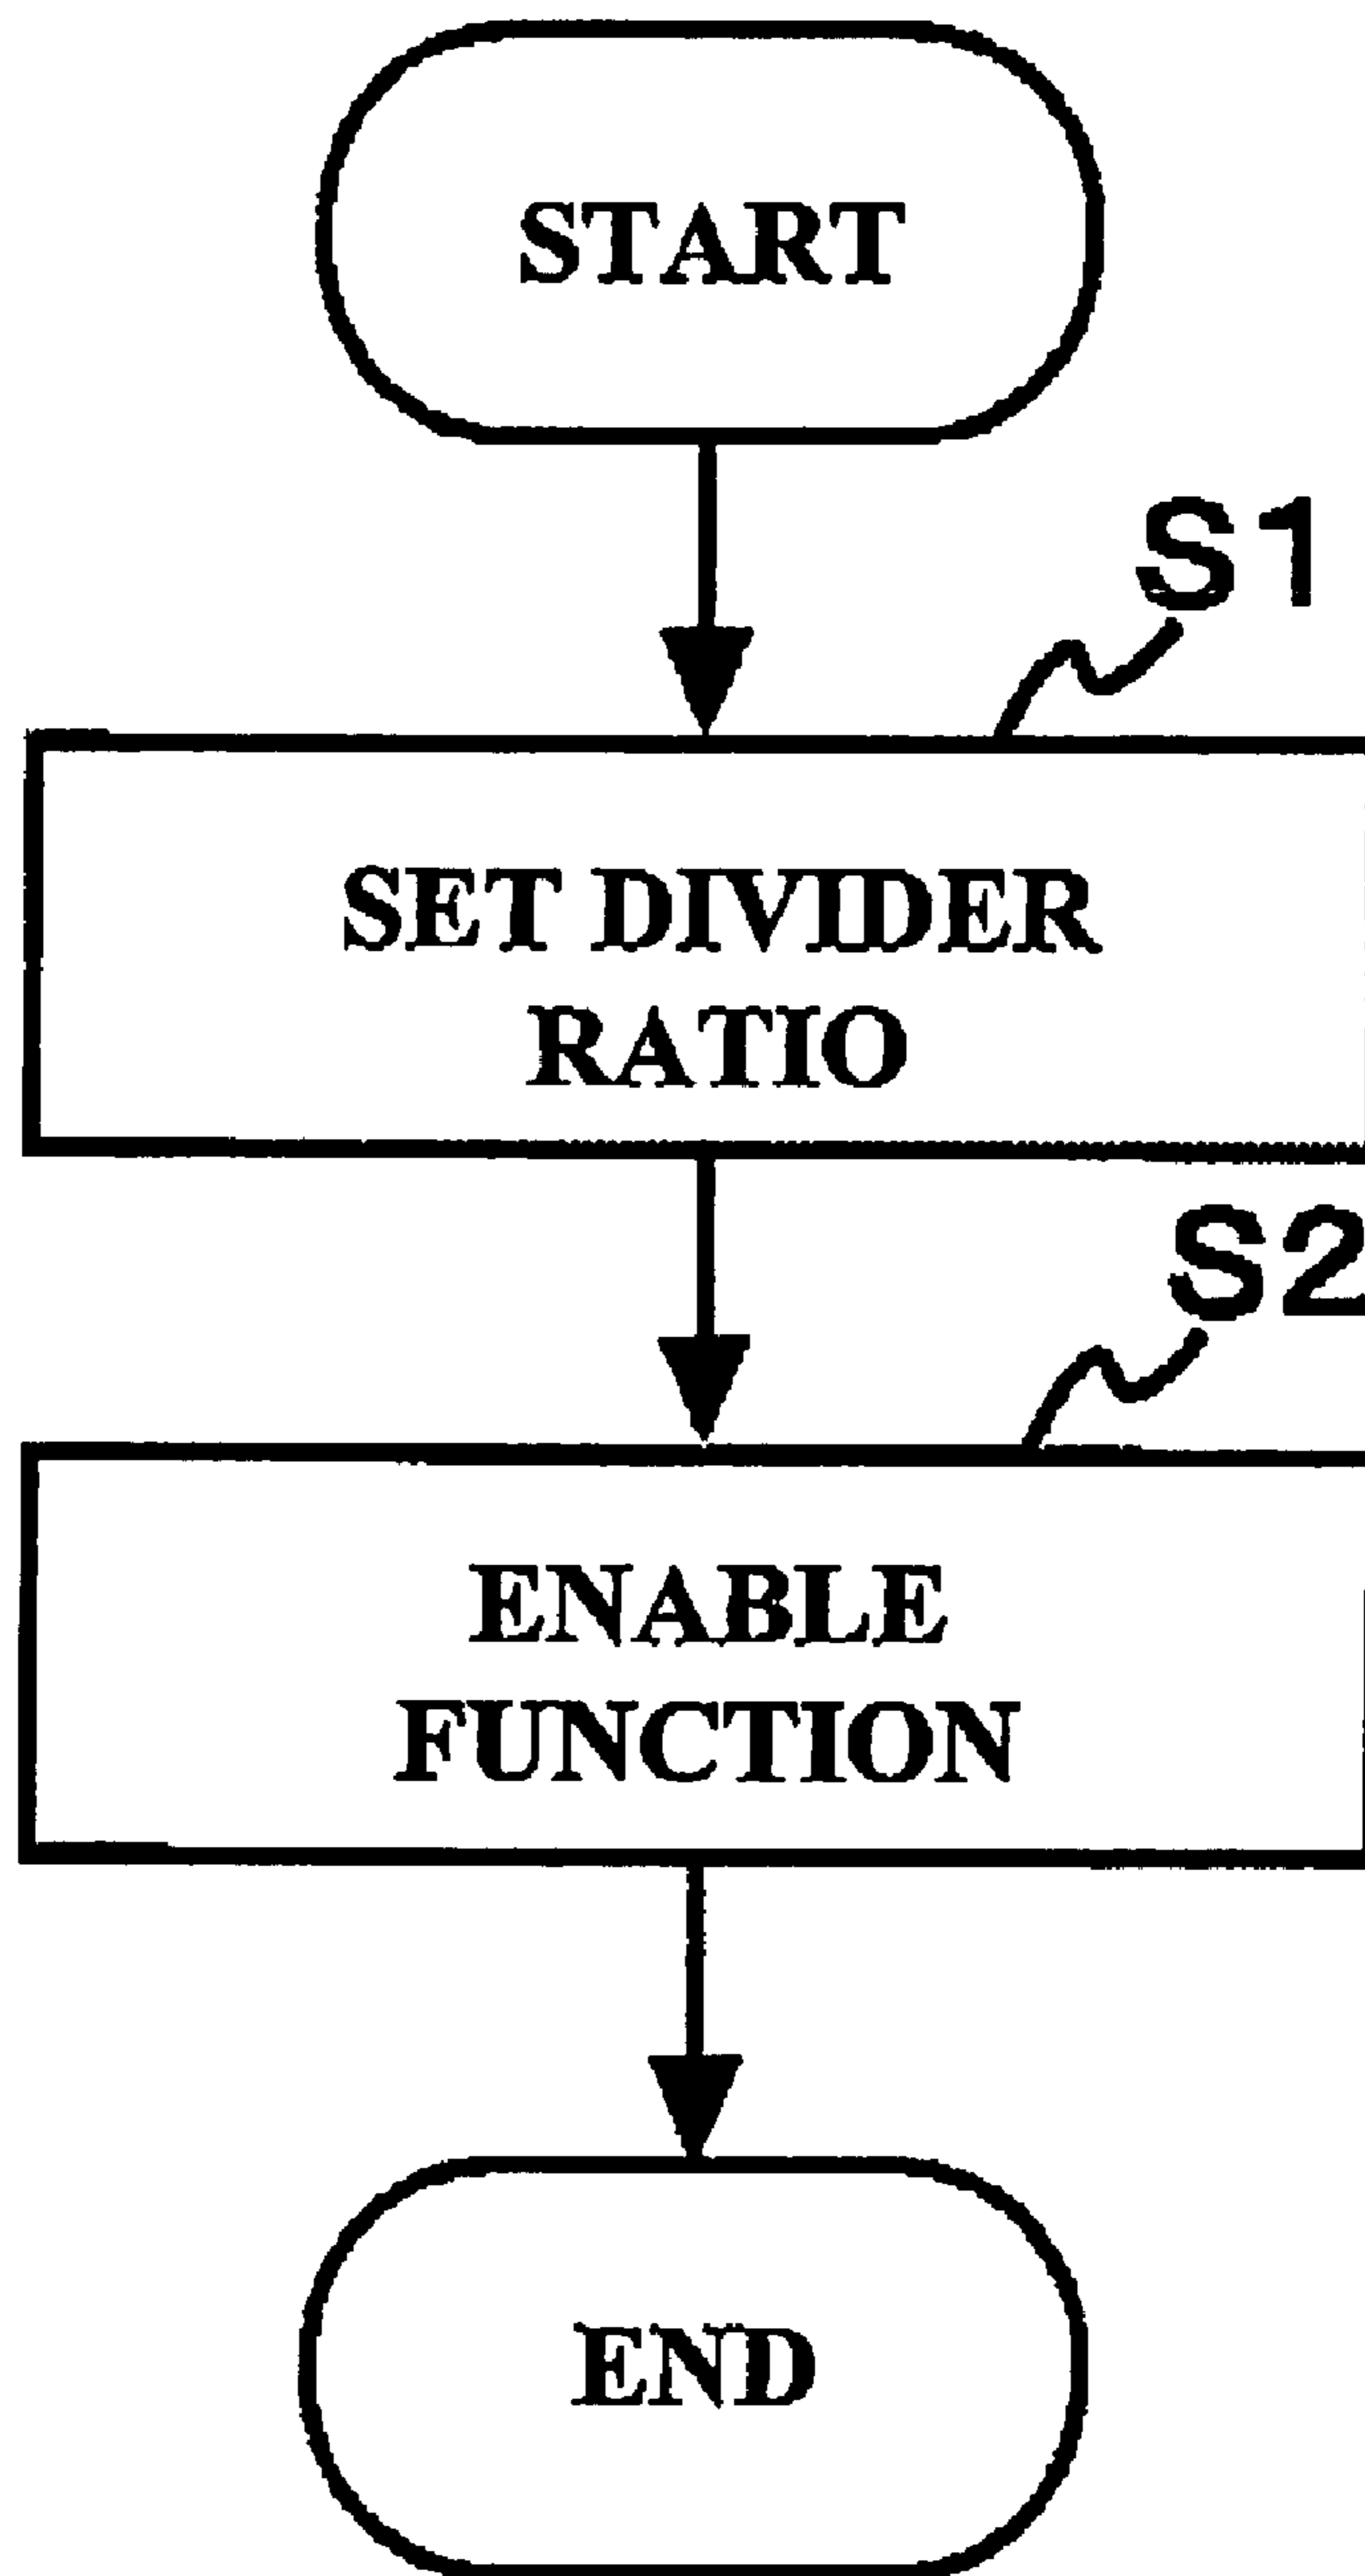 START
S1
SET DIVIDER
RATIO
S2
ENABLE
FUNCTION
END